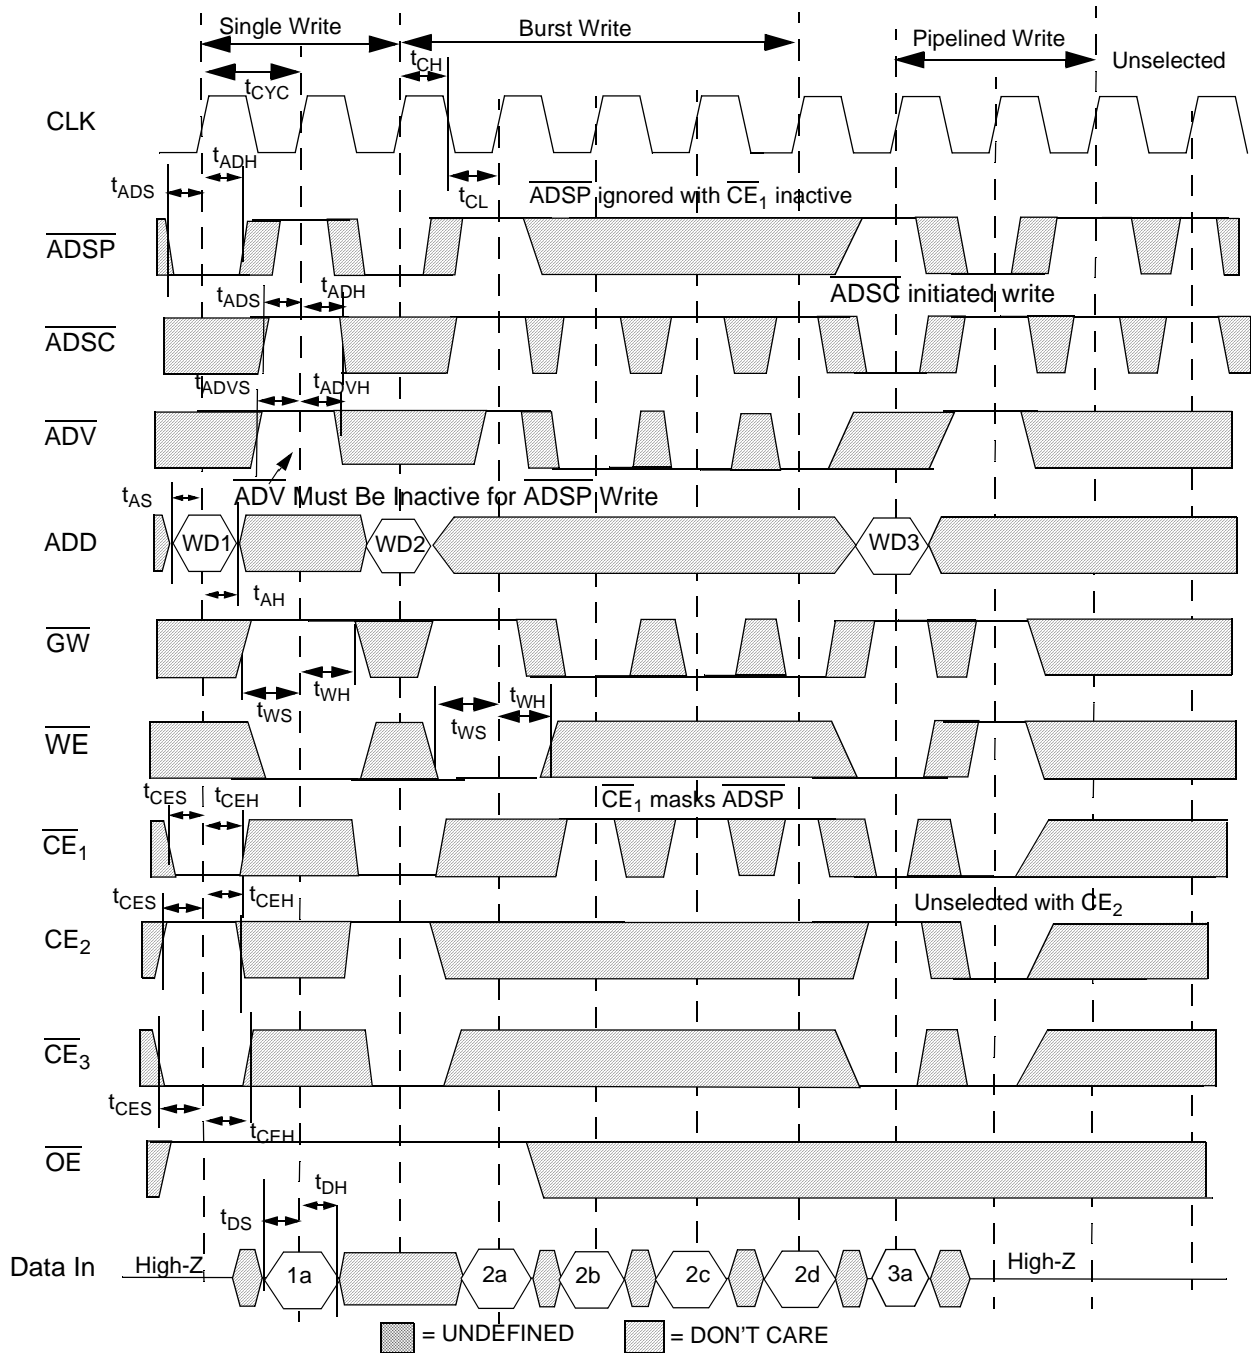 Single Write
Burst Write
Pipelined Write
Unselected
tCH
tCYC
CLK
tADH
tADS
tCL
ADSP ignored with CE1 inactive
ADSP
tADS
tADH
ADSC initiated write
ADSC
tADVS
tADVH
ADV
tAS
ADV Must Be Inactive for ADSP Write
ADD
WD1
WD2
WD3
tAH
GW
tWS
tWH
tWS
tWH
WE
tCES
tCEH
CE1 masks ADSP
CE1
tCES
tCEH
Unselected with CE2
CE2
CE3
tCES
tCEH
OE
tDH
tDS
Data In
High-Z
1a
2a
2b
2c
2d
3a
High-Z
= UNDEFINED
= DON'T CARE